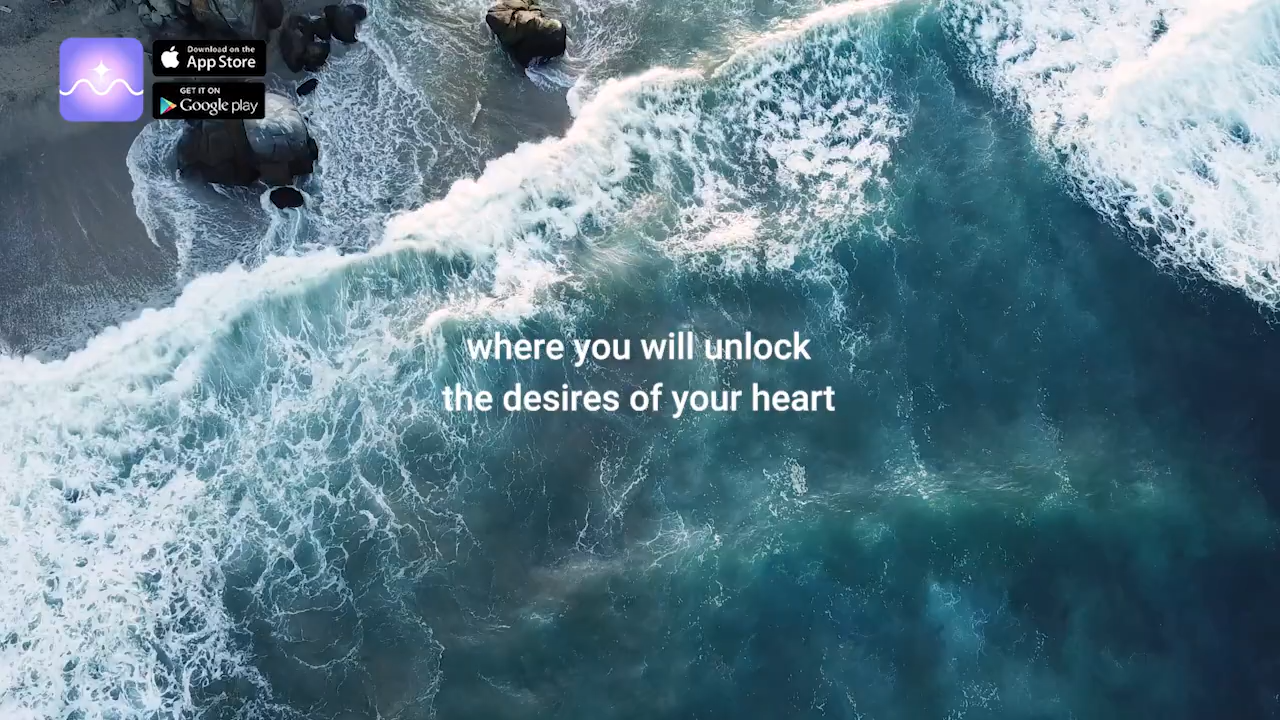 Download on the
App Store
GET IT ON
Google play
where you will unlock
the desires of your heart